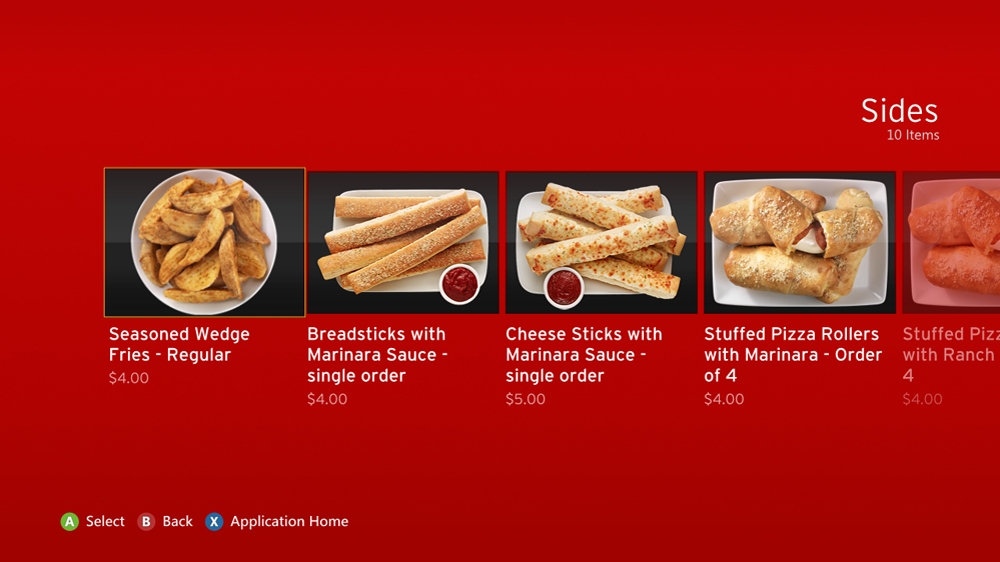 Sides
10 Items
Seasoned Wedge
Fries - Regular
$4.00
Breadsticks with
Marinara Sauce -
single order
$4.00
Cheese Sticks with
Marinara Sauce -
single order
$5.00
Stuffed Pizza Rollers
with Marinara - Order
of 4
$4.00
Stuffed
with Ranch
4
$4.00
A Select B Back X Application Home